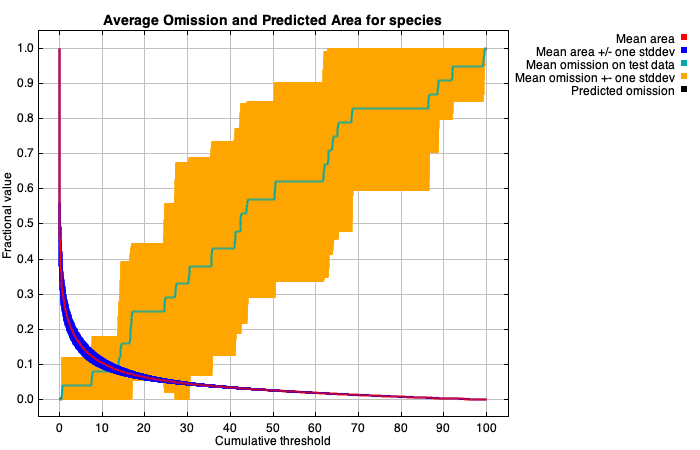 Average Omission and Predicted Area for species
Mean area
Mean area +/- one stddev
Mean omission on test data
Mean omission +- one stddev
Predicted omission
Fractional value
1.0
0.9
0.8
0.7
0.6
0.5
0.4
0.3
0.2
0.1
0.0
0 10 20 30 40 50 60 70 80 90 100
Cumulative threshold